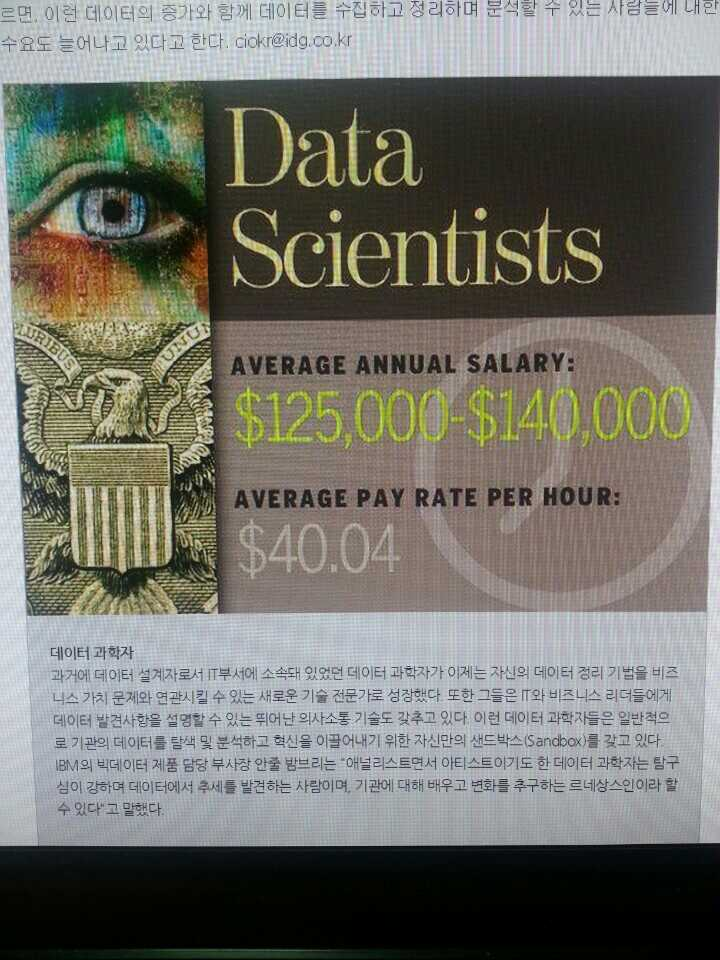 르면, 이런 데이터의 증가와 함께 데이터를 수집하고 정리하며 분석할 수 있는 사람들에 대한
수요도 늘어나고 있다고 한다. ciokr@idg.co.kr
Data
Scientists
PLURIBUS
UNUM
AVERAGE ANNUAL SALARY:
$125,000-$140,000
AVERAGE PAY RATE PER HOUR:
$40.04
데이터 과학자
과거에 데이터 설계자로서 IT부서에 소속돼 있었던 데이터 과학자가 이제는 자신의 데이터 정리 기법을 비즈
니스 가치 문제와 연관시킬 수 있는 새로운 기술 전문가로 성장했다. 또한 그들은 IT와 비즈니스 리더들에게
데이터 발견사항을 설명할 수 있는 뛰어난 의사소통 기술도 갖추고 있다. 이런 데이터 과학자들은 일반적으
로 기관의 데이터를 탐색 및 분석하고 혁신을 이끌어내기 위한 자신만의 샌드박스(Sandbox)를 갖고 있다.
IBM의 빅데이터 제품 담당 부사장 안줄 밤브리는 "애널리스트면서 아티스트이기도 한 데이터 과학자는 탐구
심이 강하며 데이터에서 추세를 발견하는 사람이며, 기관에 대해 배우고 변화를 추구하는 르네상스인이라 할
수 있다"고 말했다.